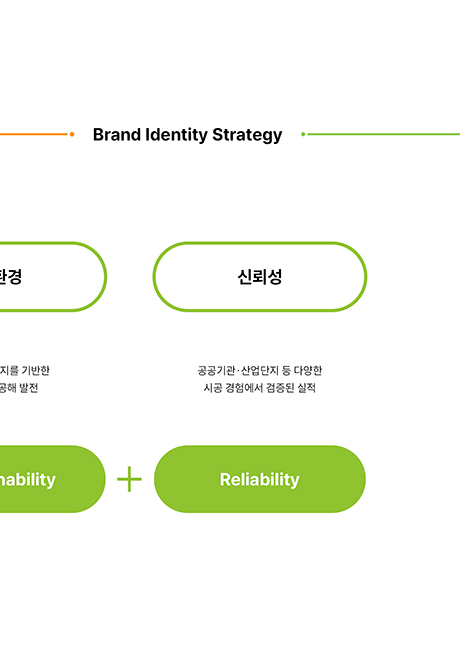 Brand Identity Strategy
환경
신뢰성
지를 기반한
공해 발전
공공기관·산업단지 등 다양한
시공 경험에서 검증된 실적
nability
+
Reliability